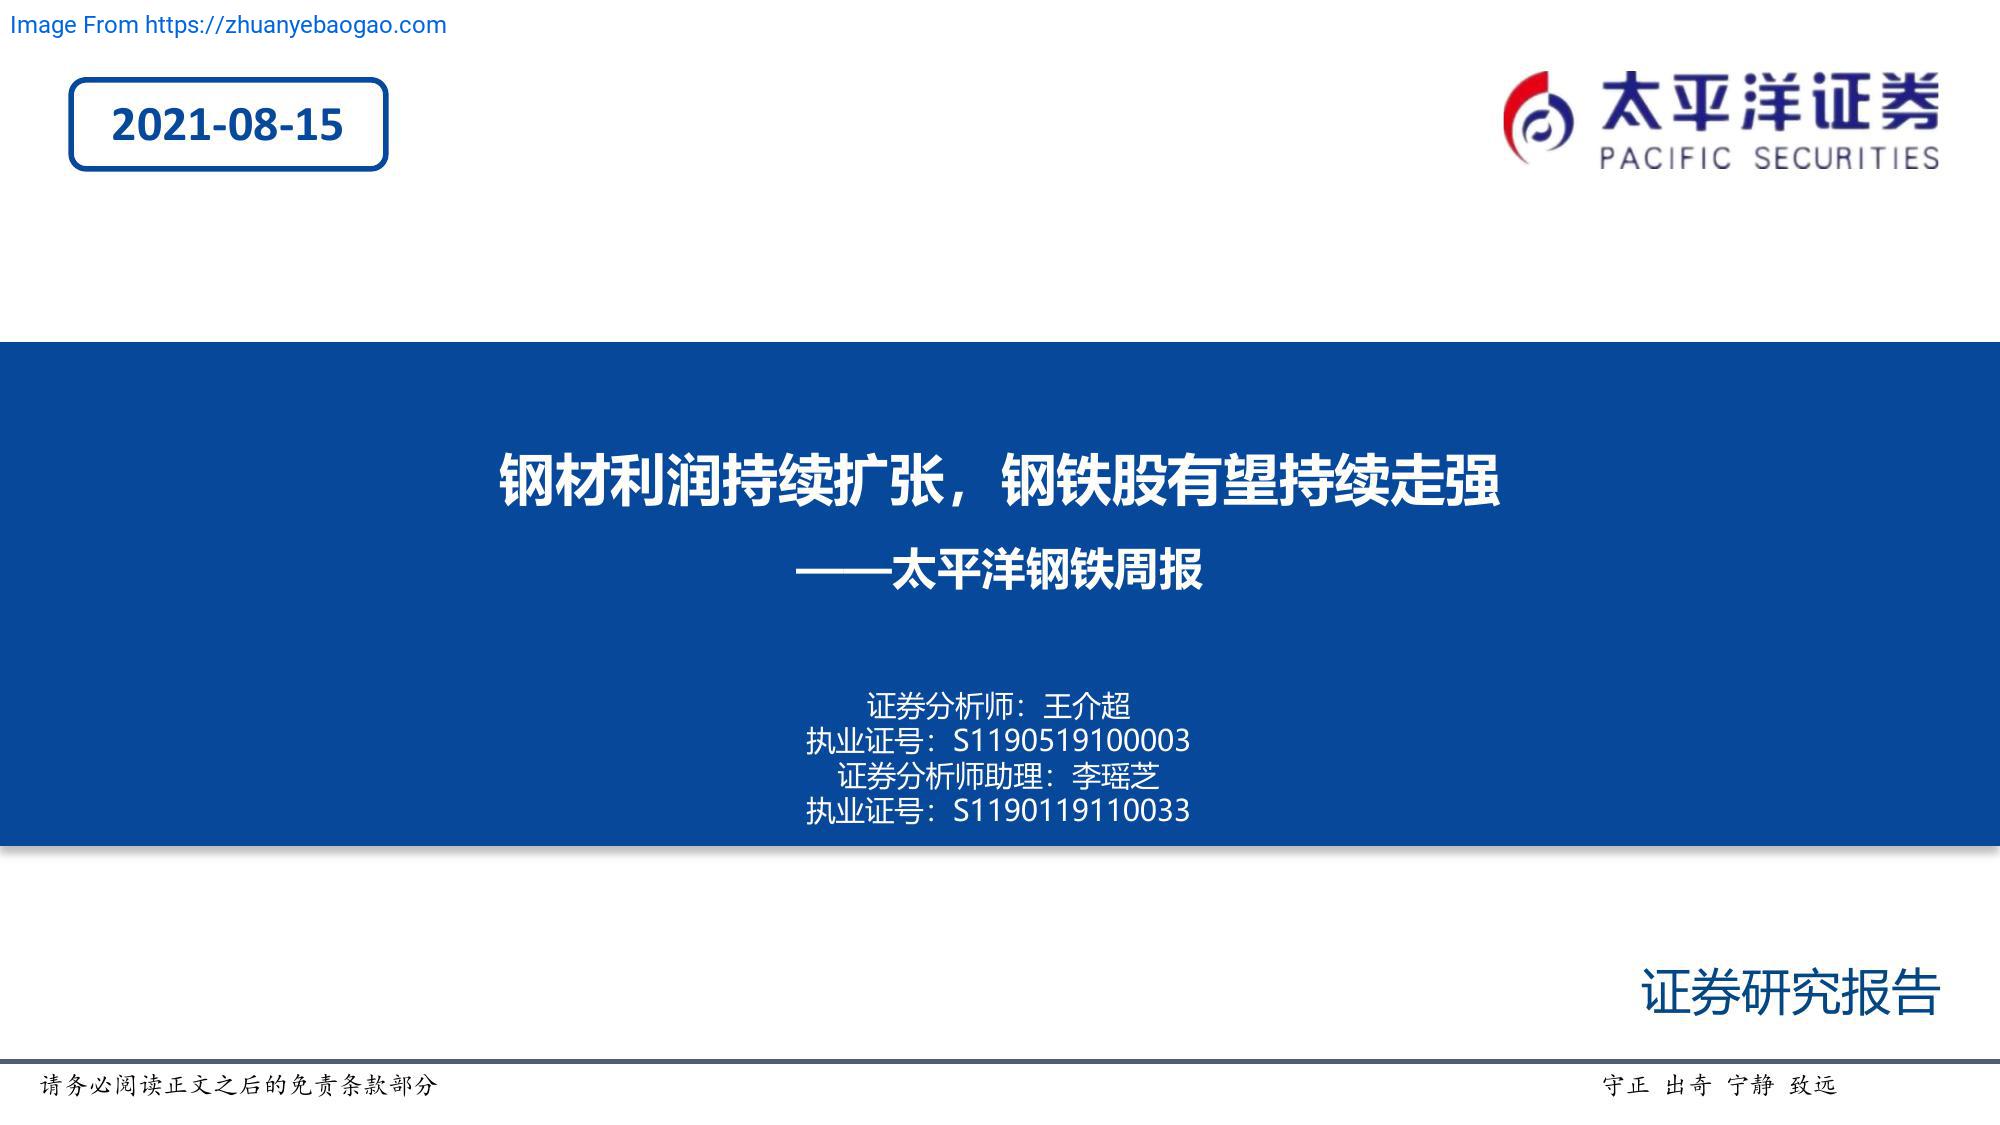 Image From https://zhuanyebaogao.com
2021-08-15
太平洋证券
PACIFIC SECURITIES
钢材利润持续扩张，钢铁股有望持续走强
——太平洋钢铁周报
证券分析师：王介超
执业证号：S1190519100003
证券分析师助理：李瑶芝
执业证号：S1190119110033
证券研究报告
请务必阅读正文之后的免责条款部分
守正 出奇 宁静 致远